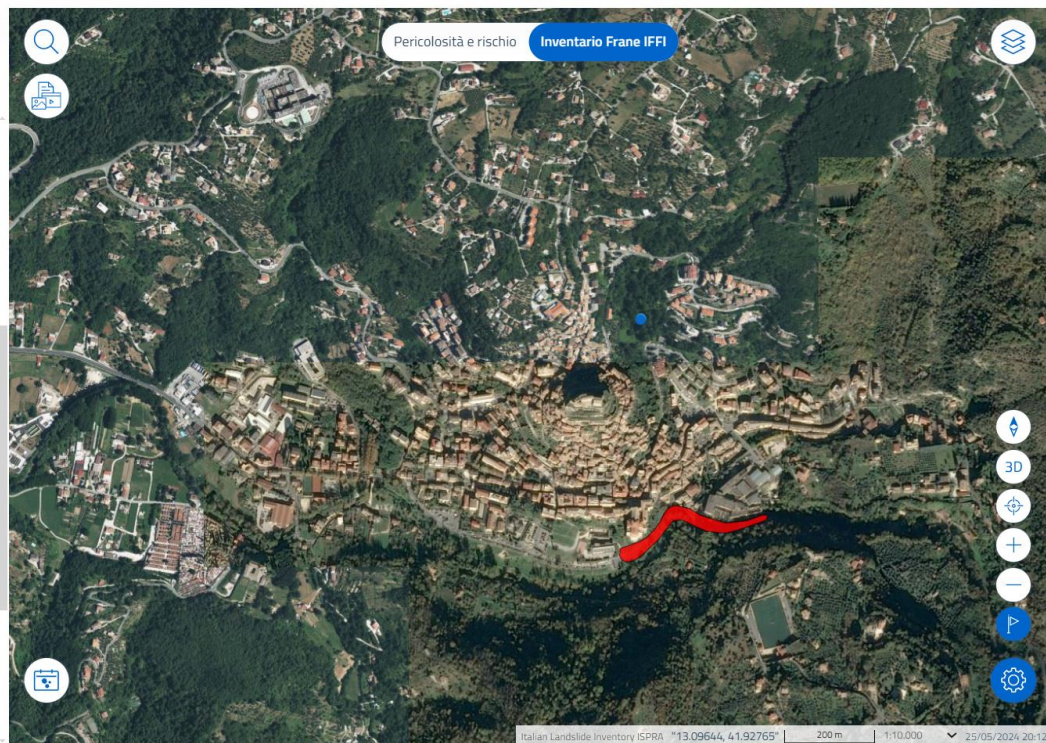 Pericolosità e rischio
Inventario Frane IFFI
3D
Italian Landslide Inventory ISPRA "13.09644, 41.92765" 200 m 1:10.000 25/05/2024 20:12